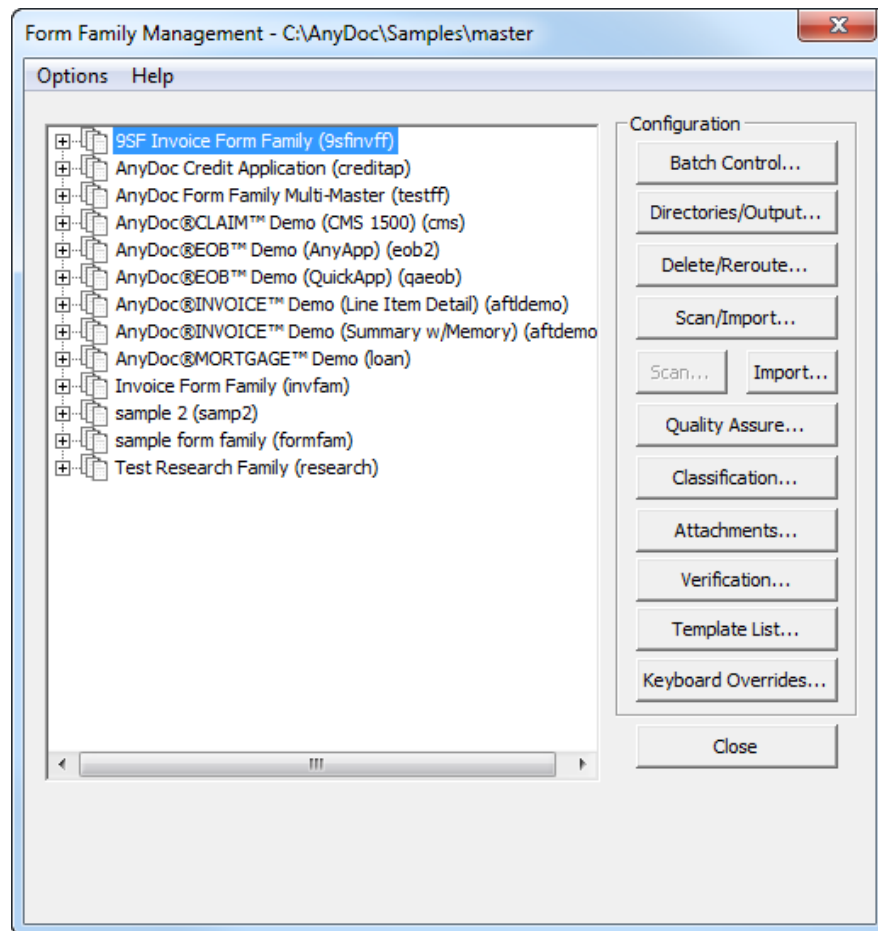 Form Family Management - C:\AnyDoc\Samples\master
Options Help
9SF Invoice Form Family (9sfinvff)
AnyDoc Credit Application (creditap)
AnyDoc Form Family Multi-Master (testff)
AnyDoc®CLAIM™ Demo (CMS 1500) (cms)
AnyDoc®EOB™ Demo (AnyApp) (eob2)
AnyDoc®EOB™ Demo (QuickApp) (qaeob)
AnyDoc®INVOICE™ Demo (Line Item Detail) (aftldemo)
AnyDoc®INVOICE™ Demo (Summary w/Memory) (aftdemo
AnyDoc®MORTGAGE™ Demo (loan)
Invoice Form Family (invfam)
sample 2 (samp2)
sample form family (formfam)
Test Research Family (research)
Configuration
Batch Control...
Directories/Output...
Delete/Reroute...
Scan/Import...
Scan... Import...
Quality Assure...
Classification...
Attachments...
Verification...
Template List...
Keyboard Overrides...
Close